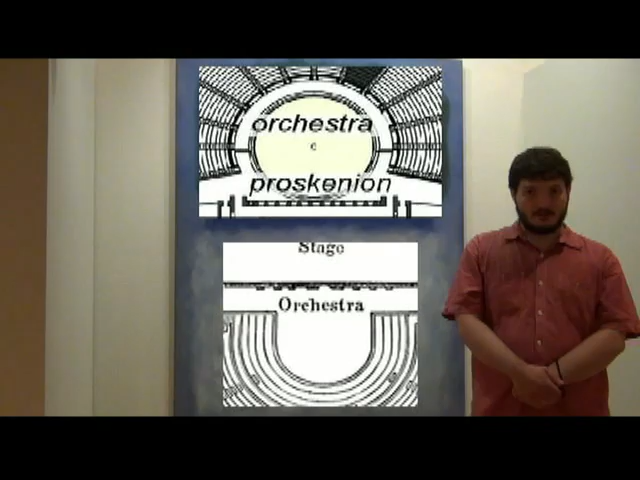 orchestra
c
proskenion
Stage
Orchestra